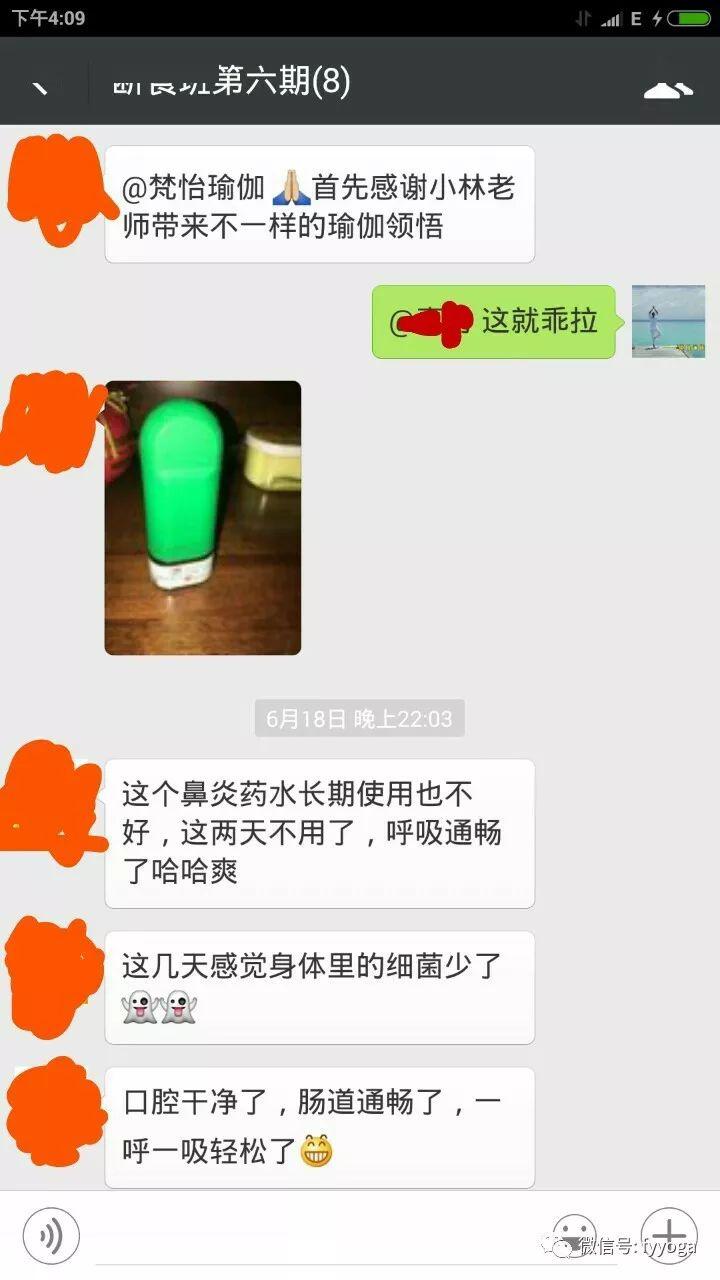 下午4:09
E
断食班第六期(8)
@梵怡瑜伽🙏首先感谢小林老
师带来不一样的瑜伽领悟
@
这就乖拉
6月18日 晚上22:03
这个鼻炎药水长期使用也不
好，这两天不用了，呼吸通畅
了哈哈爽
这几天感觉身体里的细菌少了
👻👻
口腔干净了，肠道通畅了，一
呼一吸轻松了😁
微信号: fyyoga